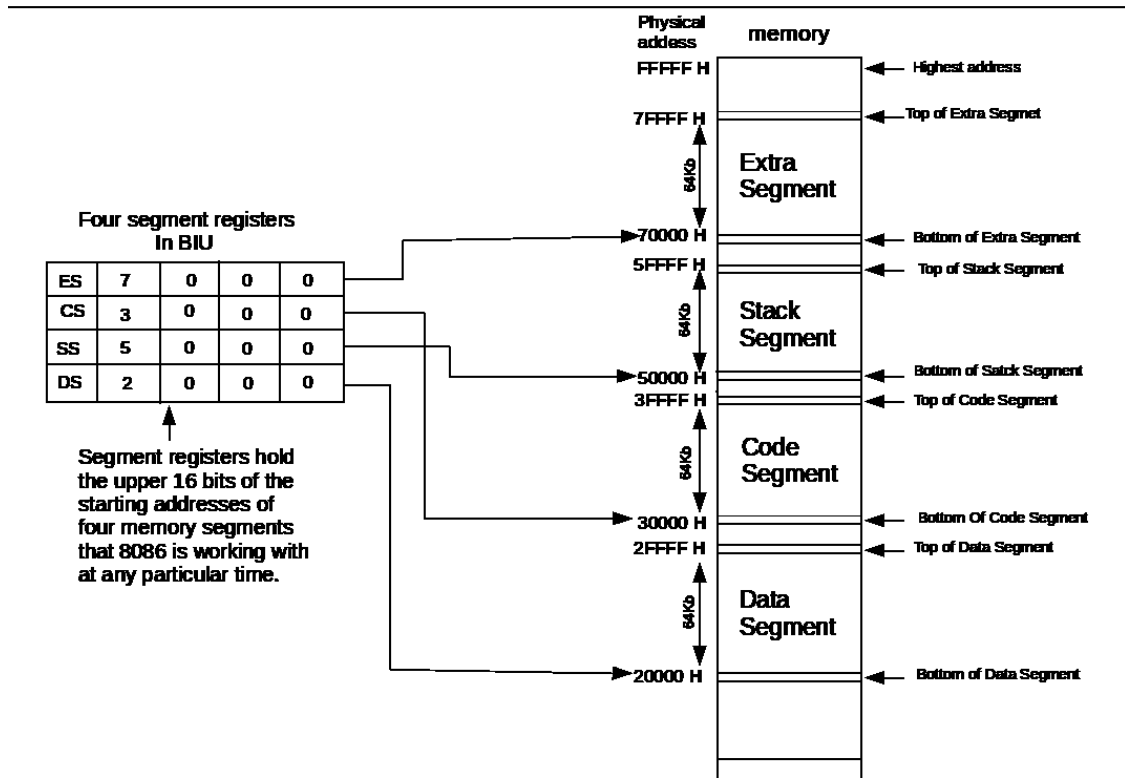 Physical
addess
memory
FFFFF H
Highest address
7FFFF H
Top of Extra Segmet
64Kb
Extra
Segment
Four segment registers
In BIU
70000 H
Bottom of Extra Segment
5FFFF H
Top of Stack Segment
ES 7 0 0 0
CS 3 0 0 0
SS 5 0 0 0
DS 2 0 0 0
64Kb
Stack
Segment
50000 H
Bottom of Satck Segment
3FFFF H
Top of Code Segment
Segment registers hold
the upper 16 bits of the
starting addresses of
four memory segments
that 8086 is working with
at any particular time.
64Kb
Code
Segment
30000 H
Bottom Of Code Segment
2FFFF H
Top of Data Segment
64Kb
Data
Segment
20000 H
Bottom of Data Segment